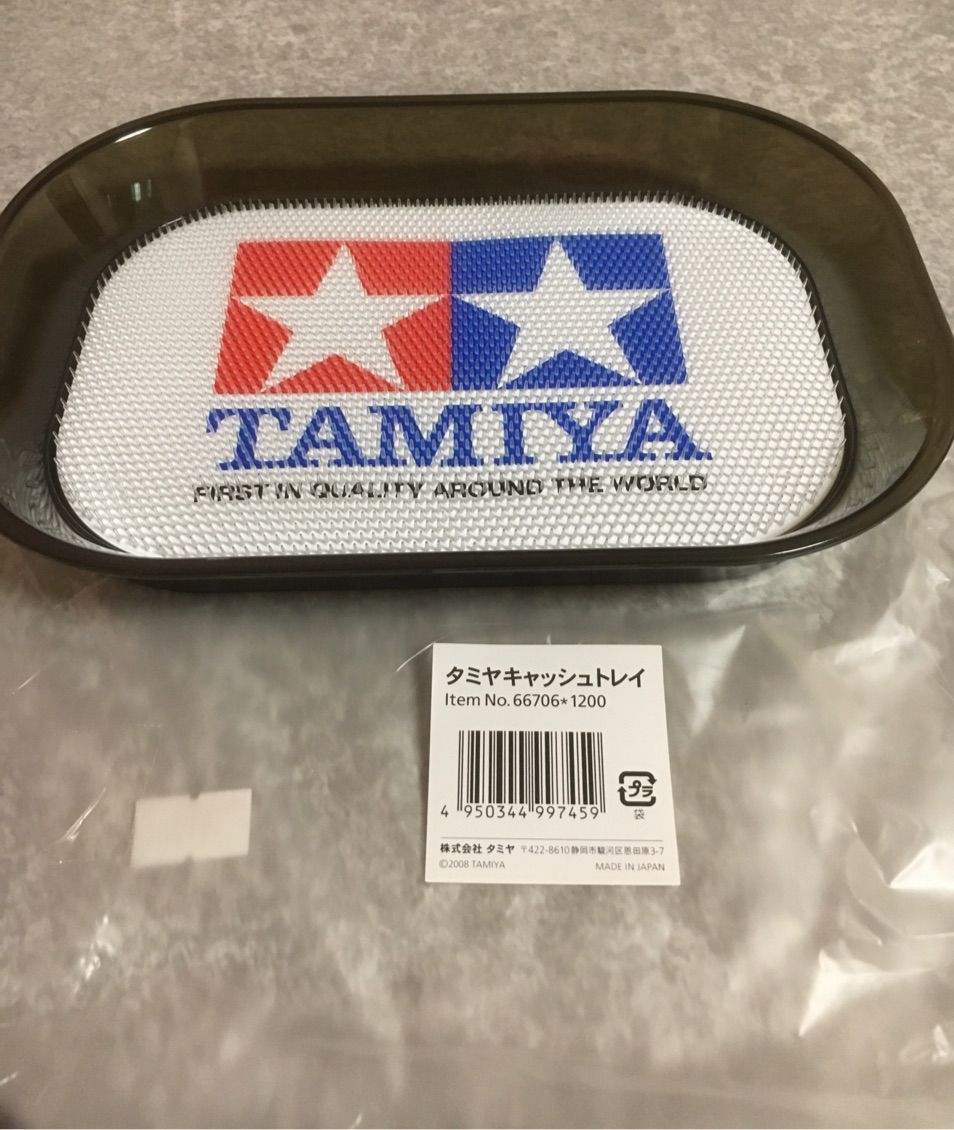 TAMIYA
FIRST IN QUALITY AROUND THE WORLD
タミヤキャッシュトレイ
Item No. 66706*1200
4 950344 997459
プラ
袋
株式会社 タミヤ 〒422-8610 静岡市駿河区恩田原3-7
©2008 TAMIYA MADE IN JAPAN